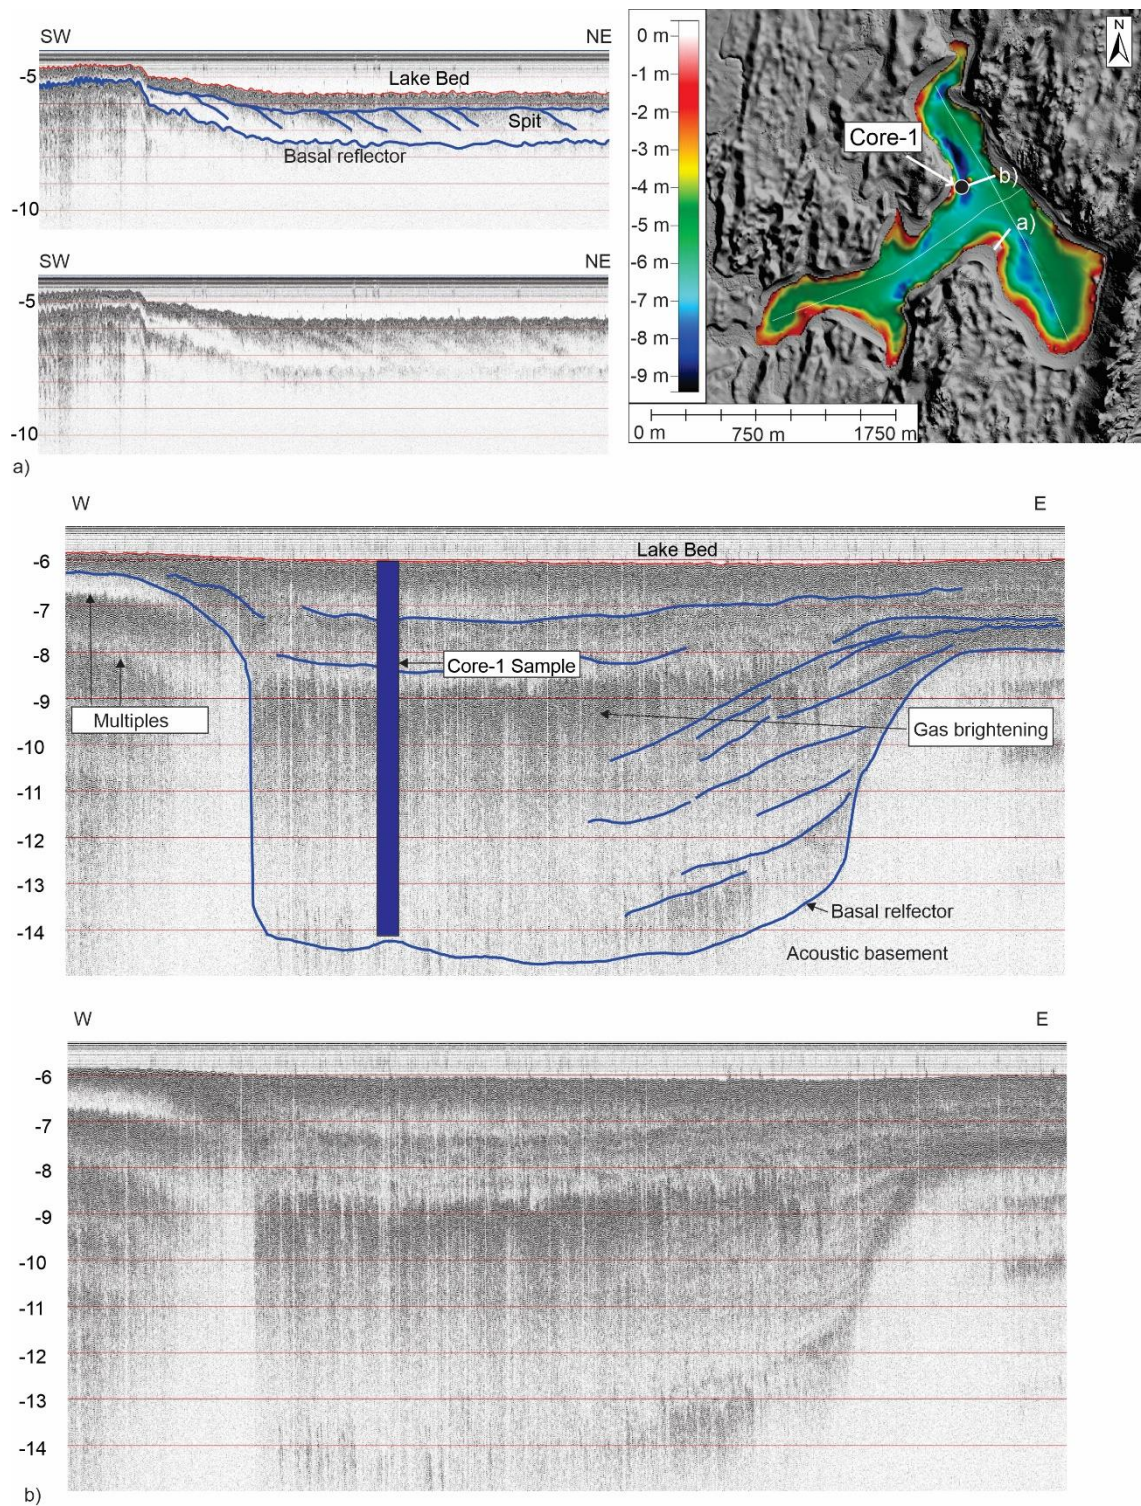 SW NE
-5
Lake Bed
Spit
Basal reflector
-10
SW NE
-5
-10
a)
0 m
-1 m
-2 m
-3 m
-4 m
-5 m
-6 m
-7 m
-8 m
-9 m
N
Core-1
b)
a)
0 m 750 m 1750 m
W E
Lake Bed
-6
-7
-8
Core-1 Sample
-9
Multiples
Gas brightening
-10
-11
-12
-13
Basal relfector
-14
Acoustic basement
W E
-6
-7
-8
-9
-10
-11
-12
-13
-14
b)